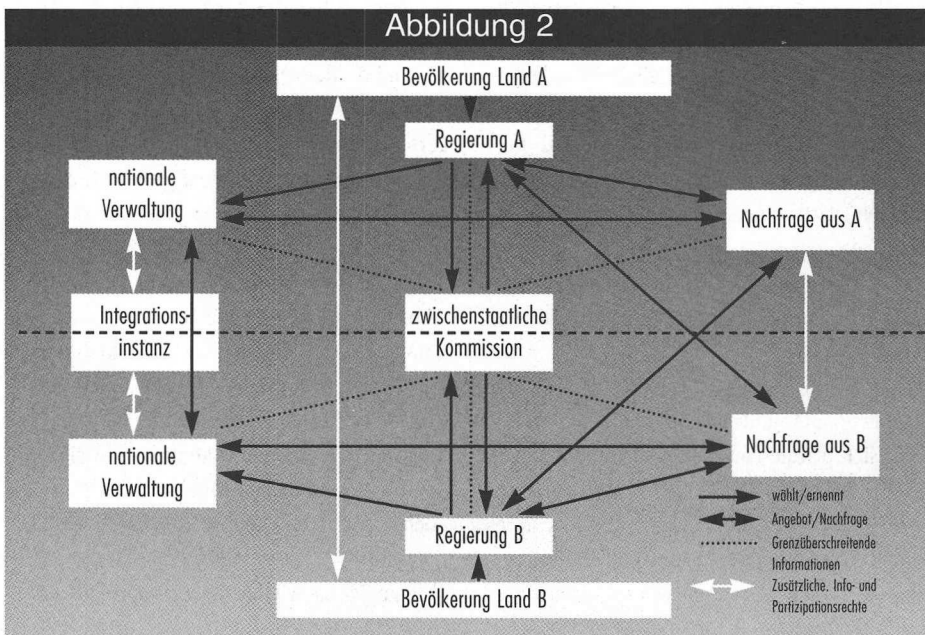 Abbildung 2
Bevölkerung Land A
Regierung A
nationale
Verwaltung
Nachfrage aus A
Integrations-
instanz
zwischenstaatliche
Kommission
nationale
Verwaltung
Nachfrage aus B
Regierung B
Bevölkerung Land B
wählt/ernennt
Angebot/Nachfrage
Grenzüberschreitende
Informationen
Zusätzliche. Info- und
Partizipationsrechte